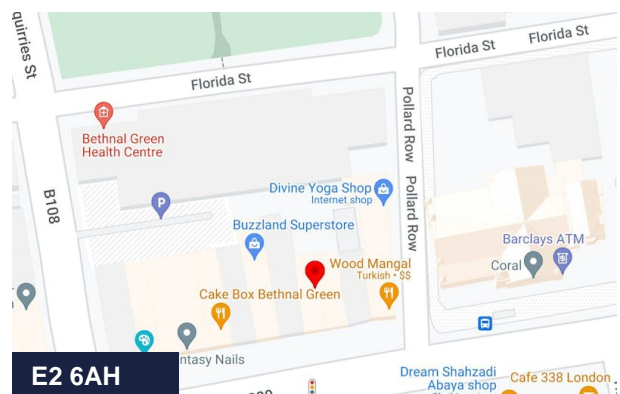 quirries St
Florida St
Florida St
Florida St
Bethnal Green
Health Centre
Pollard Row
Pollard Row
B108
P
Divine Yoga Shop
Internet shop
Buzzland Superstore
Wood Mangal
Turkish • $$
Cake Box Bethnal Green
Barclays ATM
Coral
ntasy Nails
Dream Shahzadi
Abaya shop
Cafe 338 London
E2 6AH